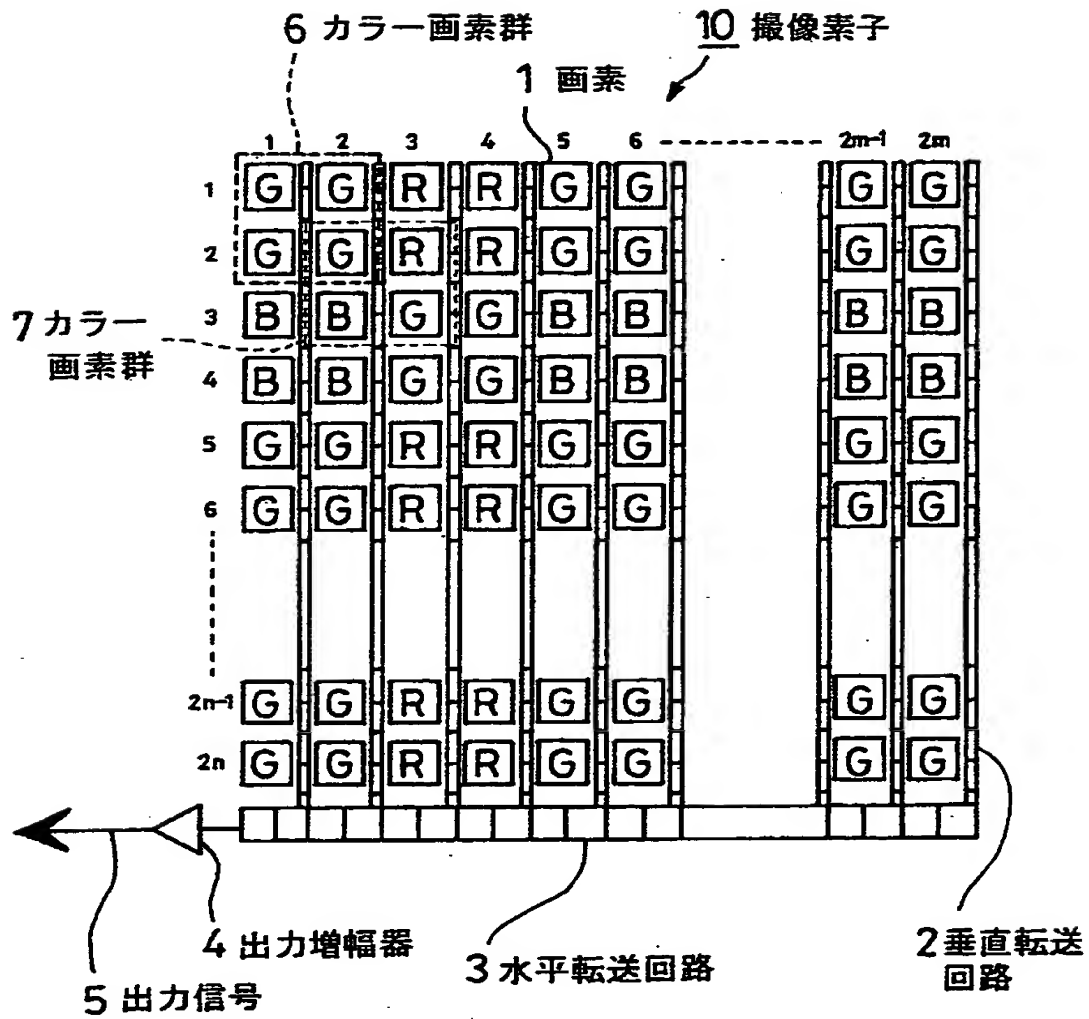 6 カラー画素群
10 撮像素子
1 画素
1 2 3 4 5 6 2m-1 2m
1 G G R R G G G G
2 G G R R G G G G
3 B B G G B B B B
7 カラー
画素群
4 B B G G B B B B
5 G G R R G G G G
6 G G R R G G G G
2n-1 G G R R G G G G
2n G G R R G G G G
4 出力増幅器
3 水平転送回路
2 垂直転送
回路
5 出力信号